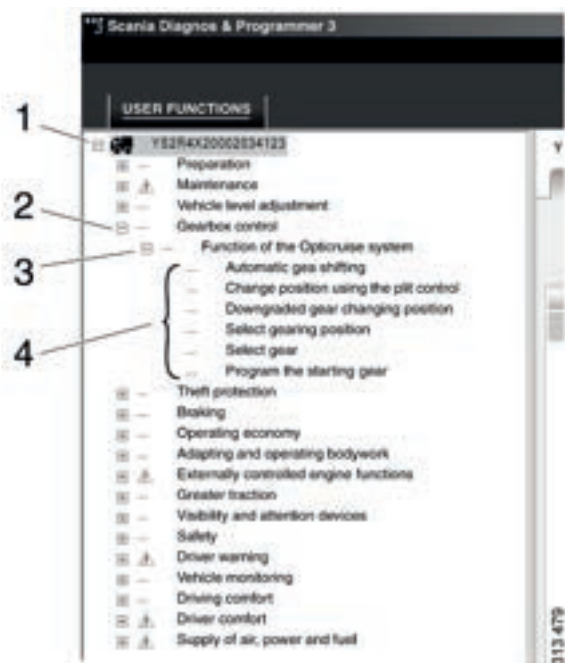 Scania Diagnos & Programmer 3
USER FUNCTIONS
1
YS2R4X20002034123
Y
Preparation
Maintenance
Vehicle level adjustment
2
Gearbox control
3
Function of the Opticruise system
Automatic gea shifting
Change position using the plit control
Downgraded gear changing position
4
Select gearing position
Select gear
Program the starting gear
Theft protection
Braking
Operating economy
Adapting and operating bodywork
Externally controlled engine functions
Greater traction
Visibility and attention devices
Safety
Driver warning
Vehicle monitoring
Driving comfort
Driver comfort
Supply of air, power and fuel
313 479